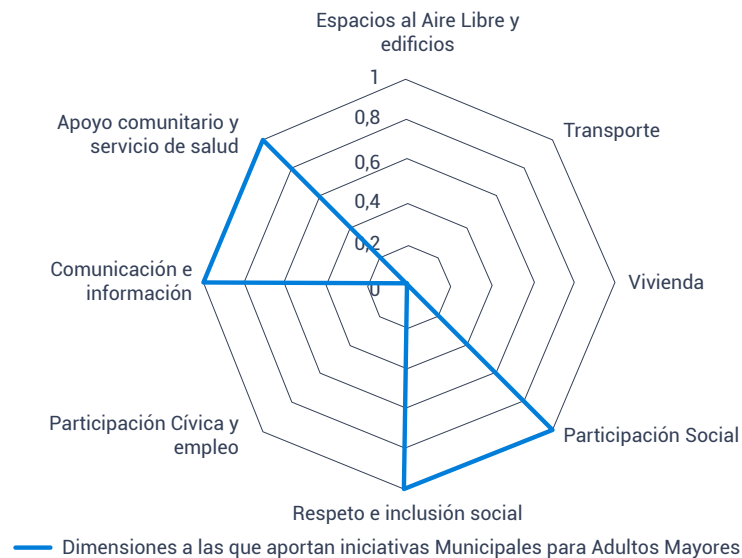 Espacios al Aire Libre y
edificios
1
0,8
0,6
0,4
0,2
0
Transporte
Vivienda
Participación Social
Respeto e inclusión social
Participación Cívica y
empleo
Comunicación e
información
Apoyo comunitario y
servicio de salud
Dimensiones a las que aportan iniciativas Municipales para Adultos Mayores